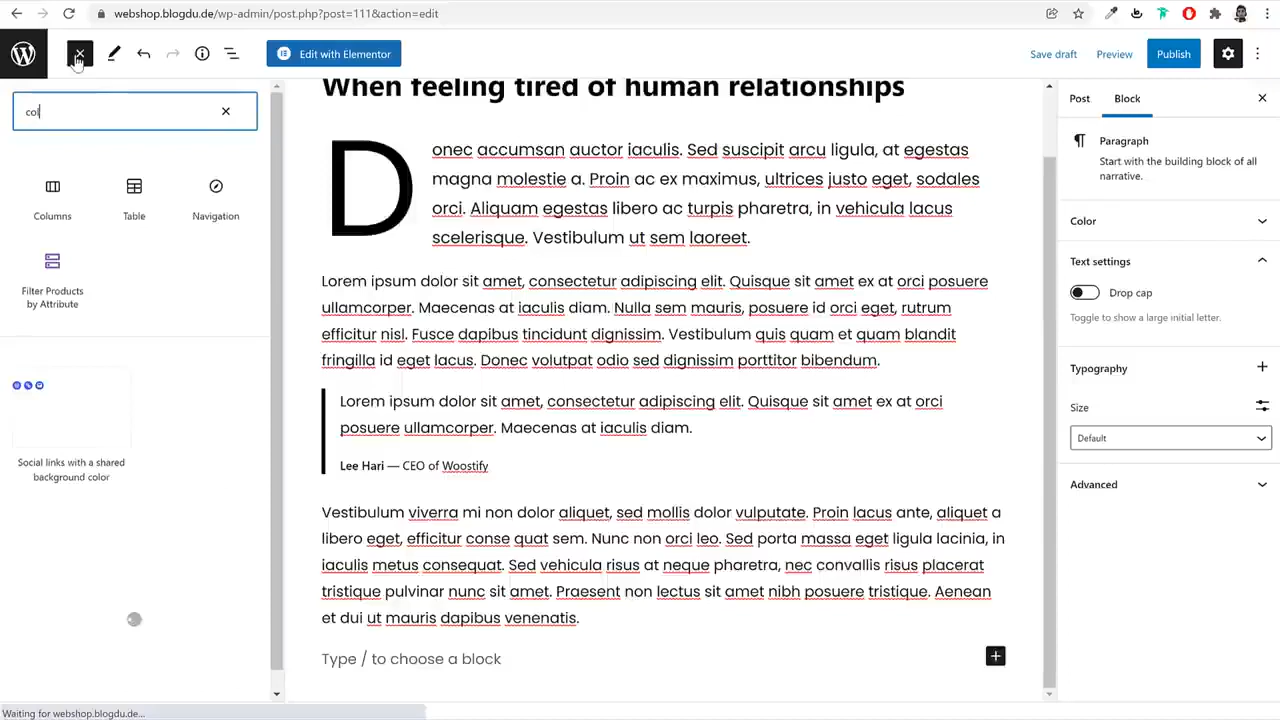 webshop.blogdu.de/wp-admin/post.php?post=111&action=edit
Edit with Elementor
Save draft
Preview
Publish
col
Columns
Table
Navigation
Filter Products
by Attribute
Social links with a shared
background color
When feeling tired of human relationships
D
onec accumsan auctor iaculis. Sed suscipit arcu ligula, at egestas
magna molestie a. Proin ac ex maximus, ultrices justo eget, sodales
orci. Aliquam egestas libero ac turpis pharetra, in vehicula lacus
scelerisque. Vestibulum ut sem laoreet.
Lorem ipsum dolor sit amet, consectetur adipiscing elit. Quisque sit amet ex at orci posuere
ullamcorper. Maecenas at iaculis diam. Nulla sem mauris, posuere id orci eget, rutrum
efficitur nisl. Fusce dapibus tincidunt dignissim. Vestibulum quis quam et quam blandit
fringilla id eget lacus. Donec volutpat odio sed dignissim porttitor bibendum.
Lorem ipsum dolor sit amet, consectetur adipiscing elit. Quisque sit amet ex at orci
posuere ullamcorper. Maecenas at iaculis diam.
Lee Hari — CEO of Woostify
Vestibulum viverra mi non dolor aliquet, sed mollis dolor vulputate. Proin lacus ante, aliquet a
libero eget, efficitur conse quat sem. Nunc non orci leo. Sed porta massa eget ligula lacinia, in
iaculis metus consequat. Sed vehicula risus at neque pharetra, nec convallis risus placerat
tristique pulvinar nunc sit amet. Praesent non lectus sit amet nibh posuere tristique. Aenean
et dui ut mauris dapibus venenatis.
Type / to choose a block
Post
Block
Paragraph
Start with the building block of all
narrative.
Color
Text settings
Drop cap
Toggle to show a large initial letter.
Typography
Size
Default
Advanced
Waiting for webshop.blogdu.de...